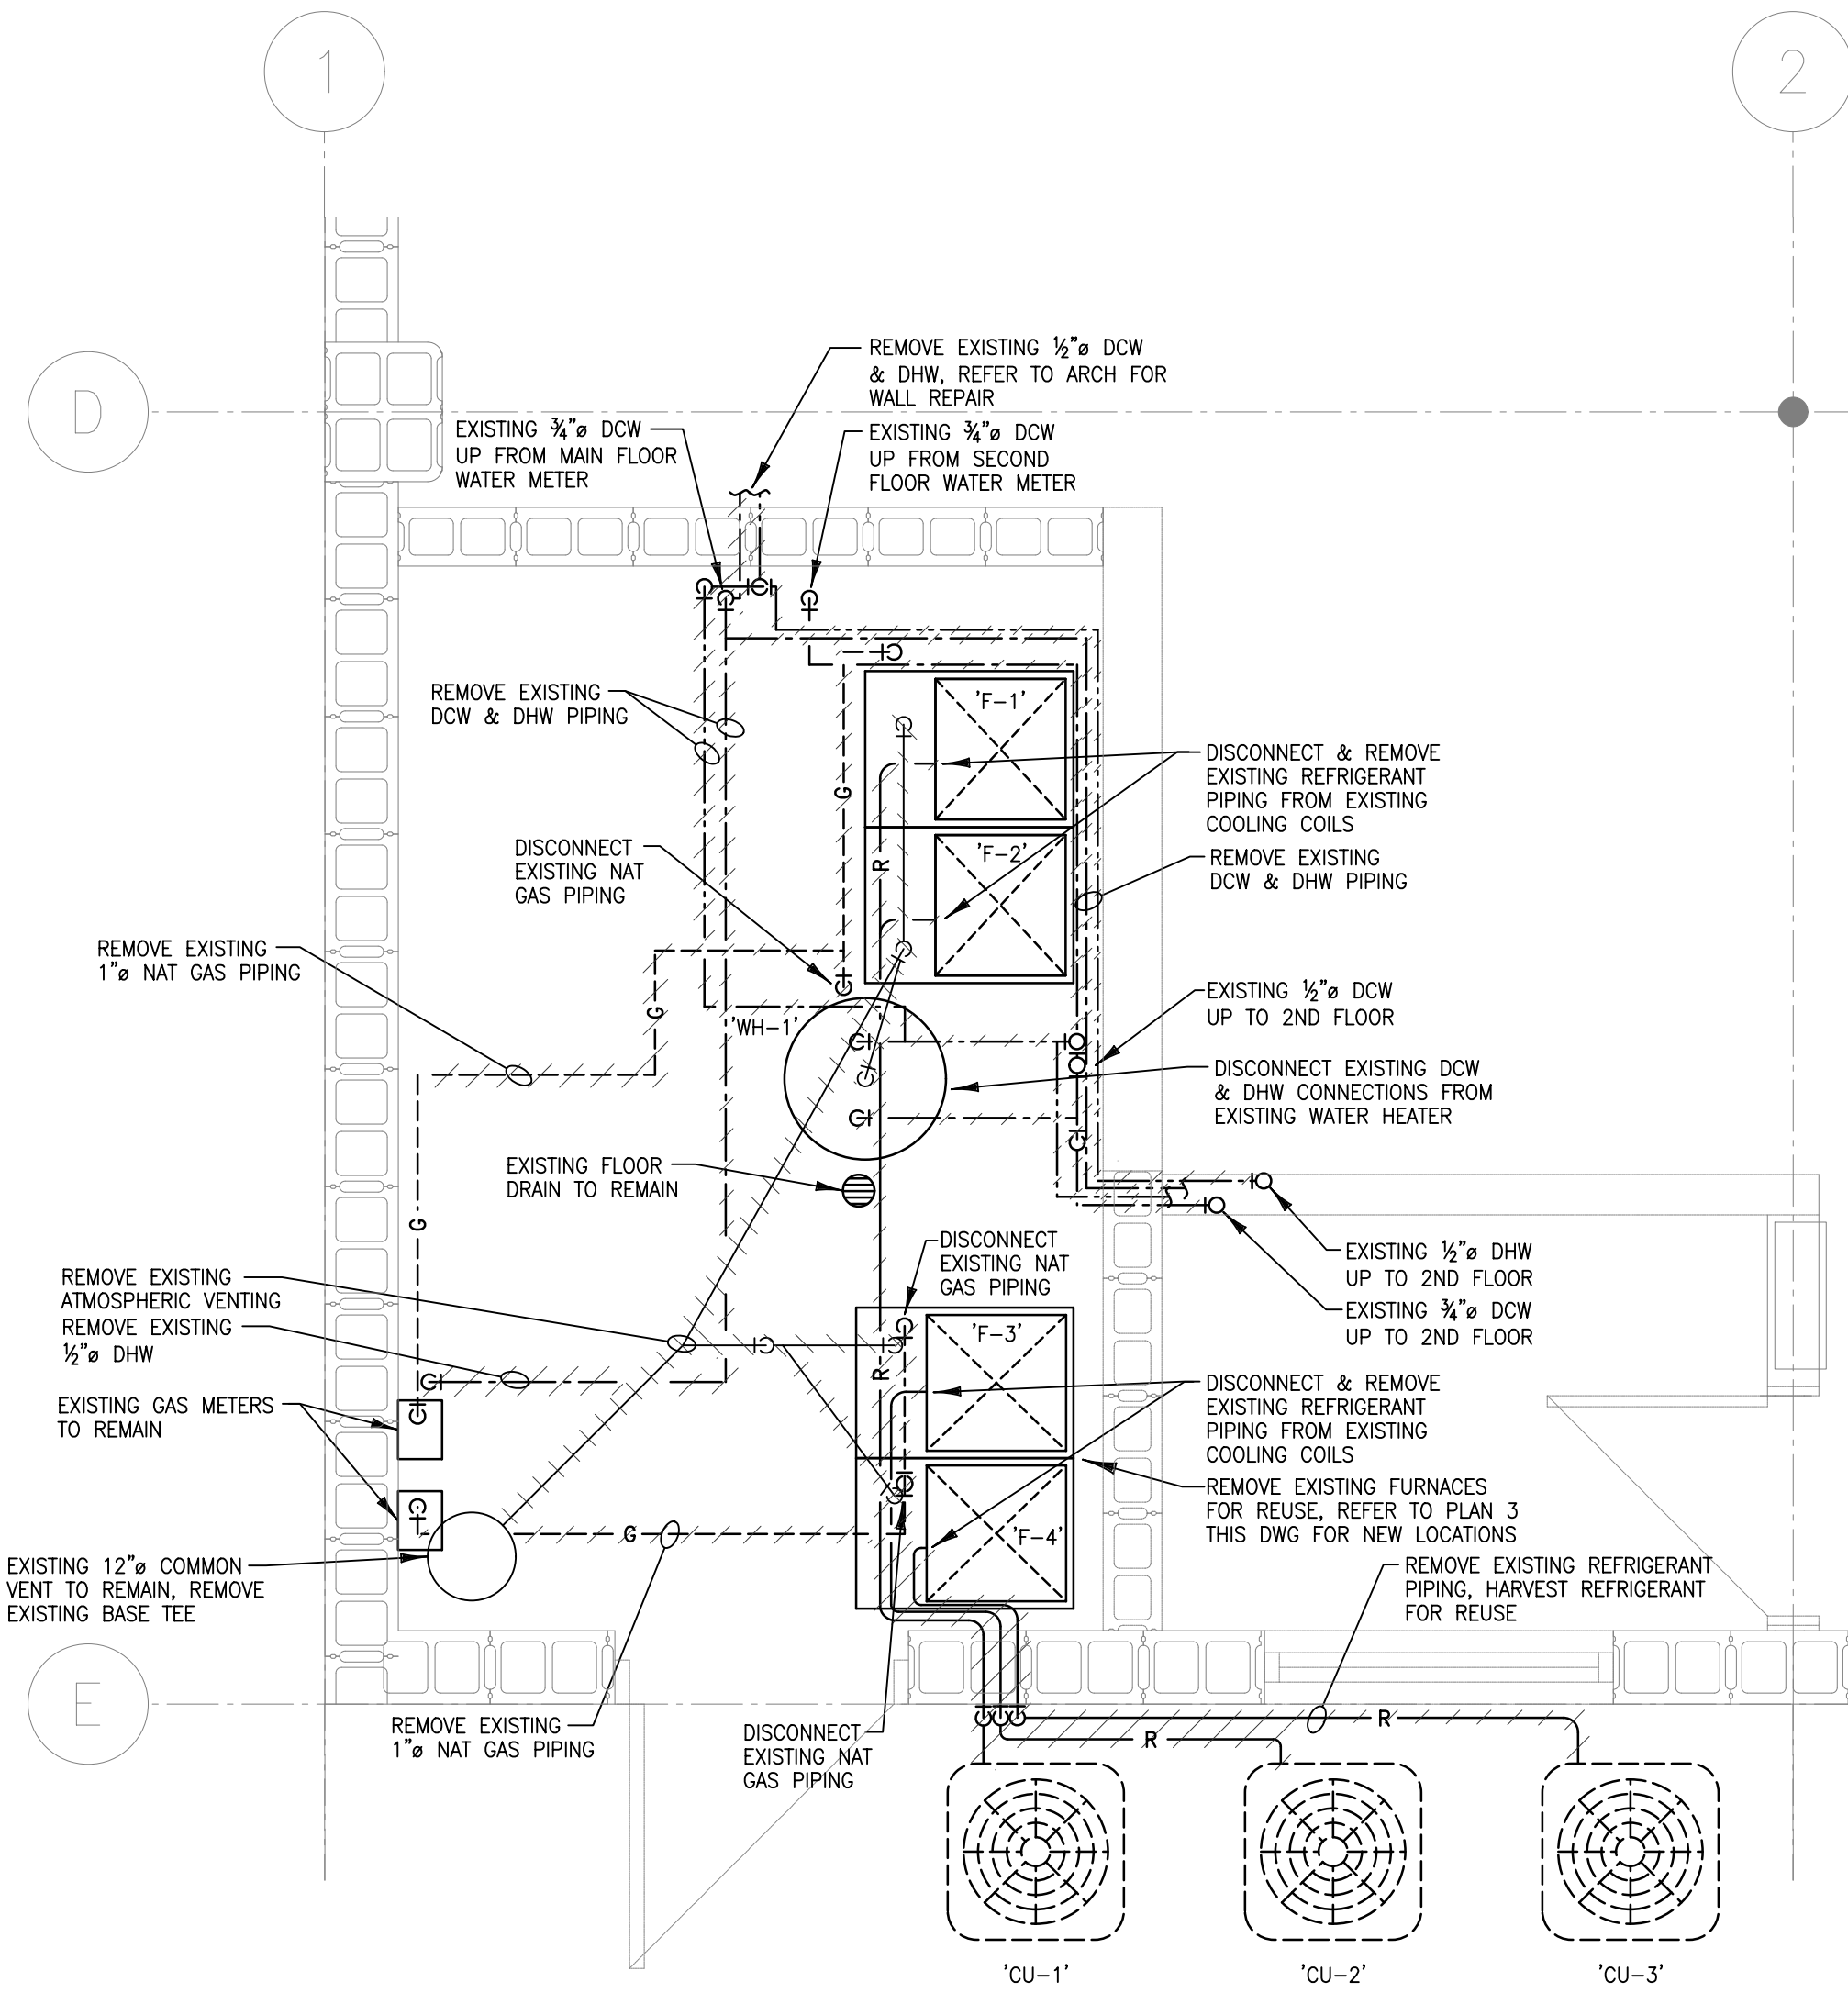 1
2
D
REMOVE EXISTING ½"ø DCW
& DHW, REFER TO ARCH FOR
WALL REPAIR
EXISTING ¾"ø DCW
UP FROM MAIN FLOOR
WATER METER
EXISTING ¾"ø DCW
UP FROM SECOND
FLOOR WATER METER
REMOVE EXISTING
DCW & DHW PIPING
'F-1'
DISCONNECT & REMOVE
EXISTING REFRIGERANT
PIPING FROM EXISTING
COOLING COILS
G
DISCONNECT
EXISTING NAT
GAS PIPING
R
'F-2'
REMOVE EXISTING
DCW & DHW PIPING
REMOVE EXISTING
1"ø NAT GAS PIPING
G
'WH-1'
EXISTING ½"ø DCW
UP TO 2ND FLOOR
DISCONNECT EXISTING DCW
& DHW CONNECTIONS FROM
EXISTING WATER HEATER
EXISTING FLOOR
DRAIN TO REMAIN
G
DISCONNECT
EXISTING NAT
GAS PIPING
EXISTING ½"ø DHW
UP TO 2ND FLOOR
EXISTING ¾"ø DCW
UP TO 2ND FLOOR
REMOVE EXISTING
ATMOSPHERIC VENTING
REMOVE EXISTING
½"ø DHW
'F-3'
R
EXISTING GAS METERS
TO REMAIN
DISCONNECT & REMOVE
EXISTING REFRIGERANT
PIPING FROM EXISTING
COOLING COILS
REMOVE EXISTING FURNACES
FOR REUSE, REFER TO PLAN 3
THIS DWG FOR NEW LOCATIONS
G
'F-4'
EXISTING 12"ø COMMON
VENT TO REMAIN, REMOVE
EXISTING BASE TEE
REMOVE EXISTING REFRIGERANT
PIPING, HARVEST REFRIGERANT
FOR REUSE
E
REMOVE EXISTING
1"ø NAT GAS PIPING
DISCONNECT
EXISTING NAT
GAS PIPING
R
R
'CU-1'
'CU-2'
'CU-3'